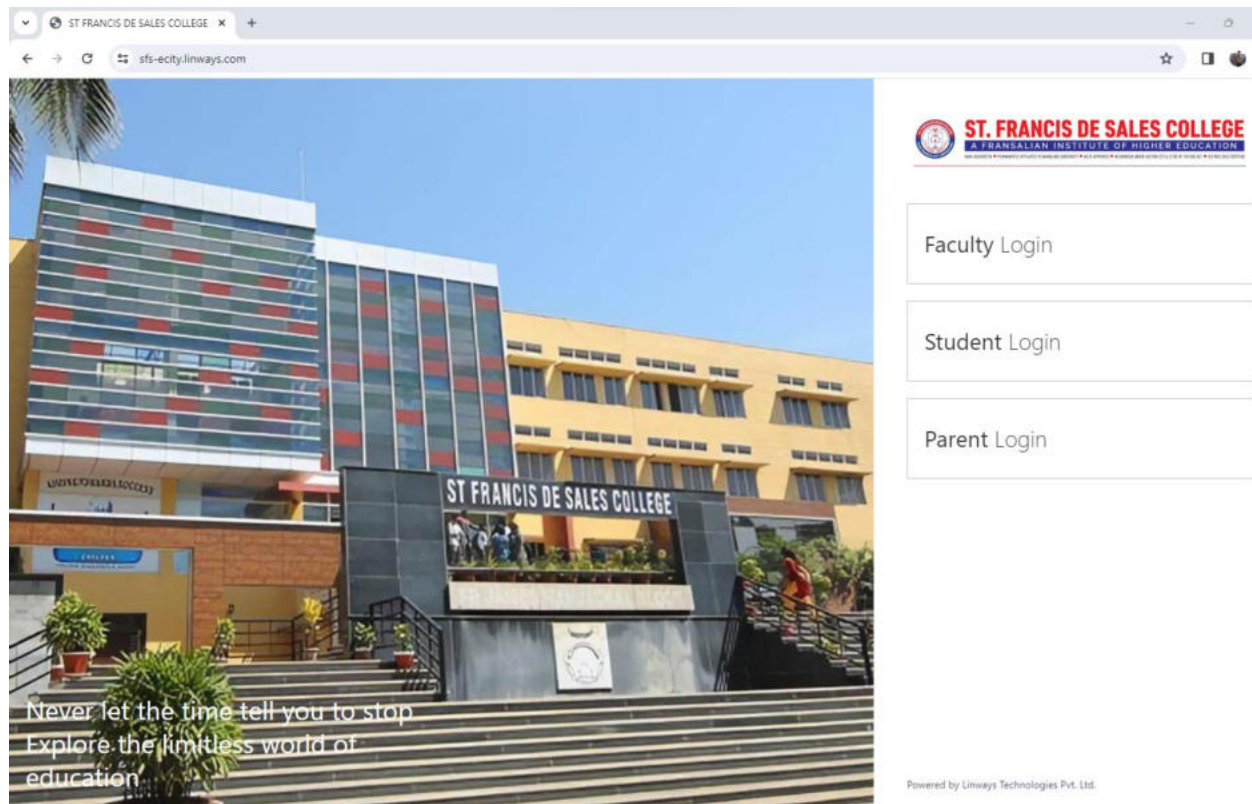 ST FRANCIS DE SALES COLLEGE
sfs-ecity.linways.com
ST. FRANCIS DE SALES COLLEGE
A FRANSALIAN INSTITUTE OF HIGHER EDUCATION
Faculty Login
Student Login
Parent Login
ST FRANCIS DE SALES COLLEGE
Never let the time tell you to stop
Explore the limitless world of
education
Powered by Linways Technologies Pvt. Ltd.